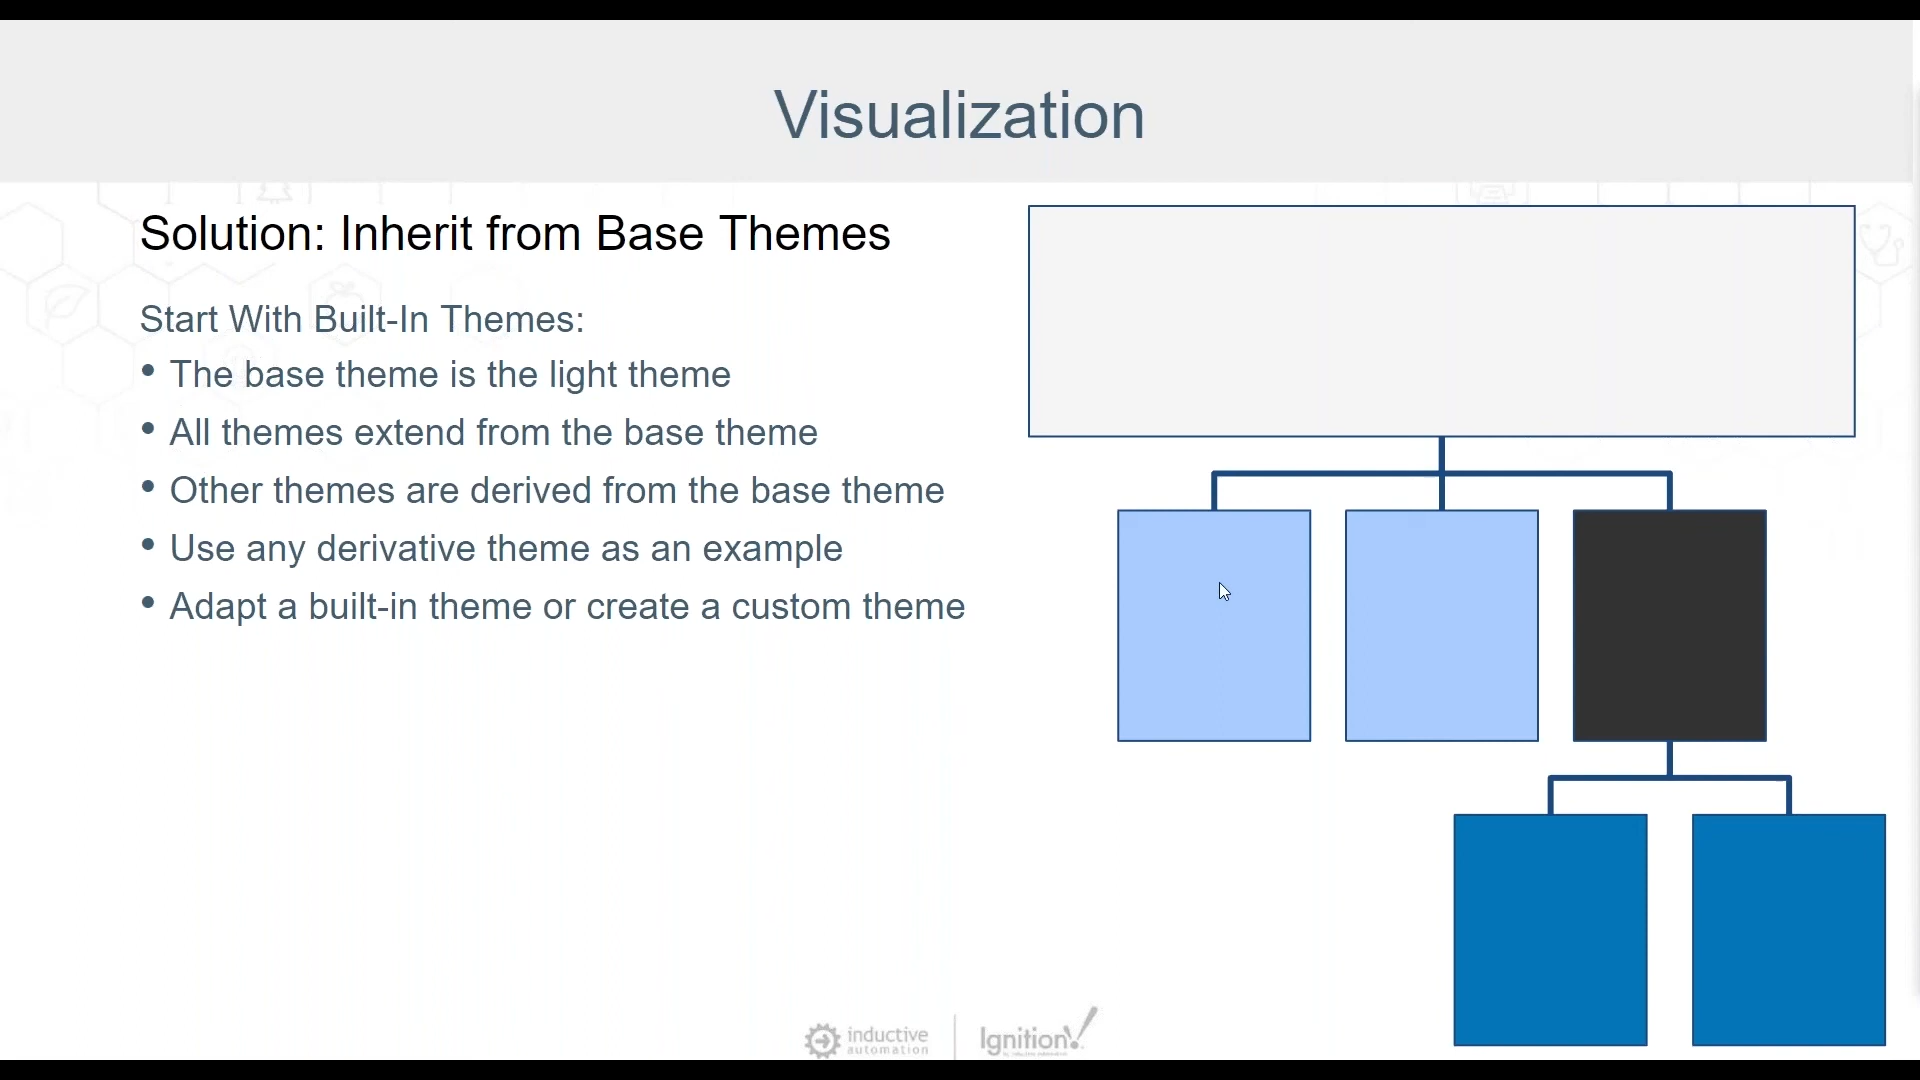 Visualization
Solution: Inherit from Base Themes
Start With Built-In Themes:
• The base theme is the light theme
• All themes extend from the base theme
• Other themes are derived from the base theme
• Use any derivative theme as an example
• Adapt a built-in theme or create a custom theme
inductive
automation
Ignition!